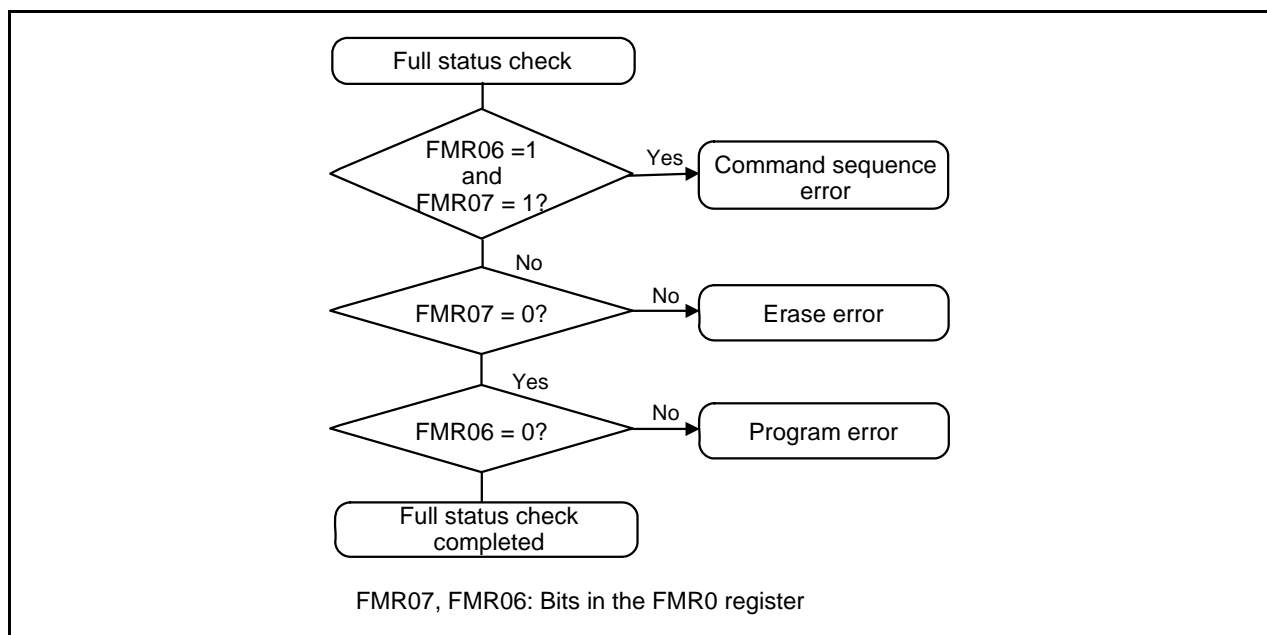 Full status check
FMR06 =1
and
FMR07 = 1?
Yes
Command sequence
error
No
FMR07 = 0?
No
Erase error
Yes
FMR06 = 0?
No
Program error
Full status check
completed
FMR07, FMR06: Bits in the FMR0 register